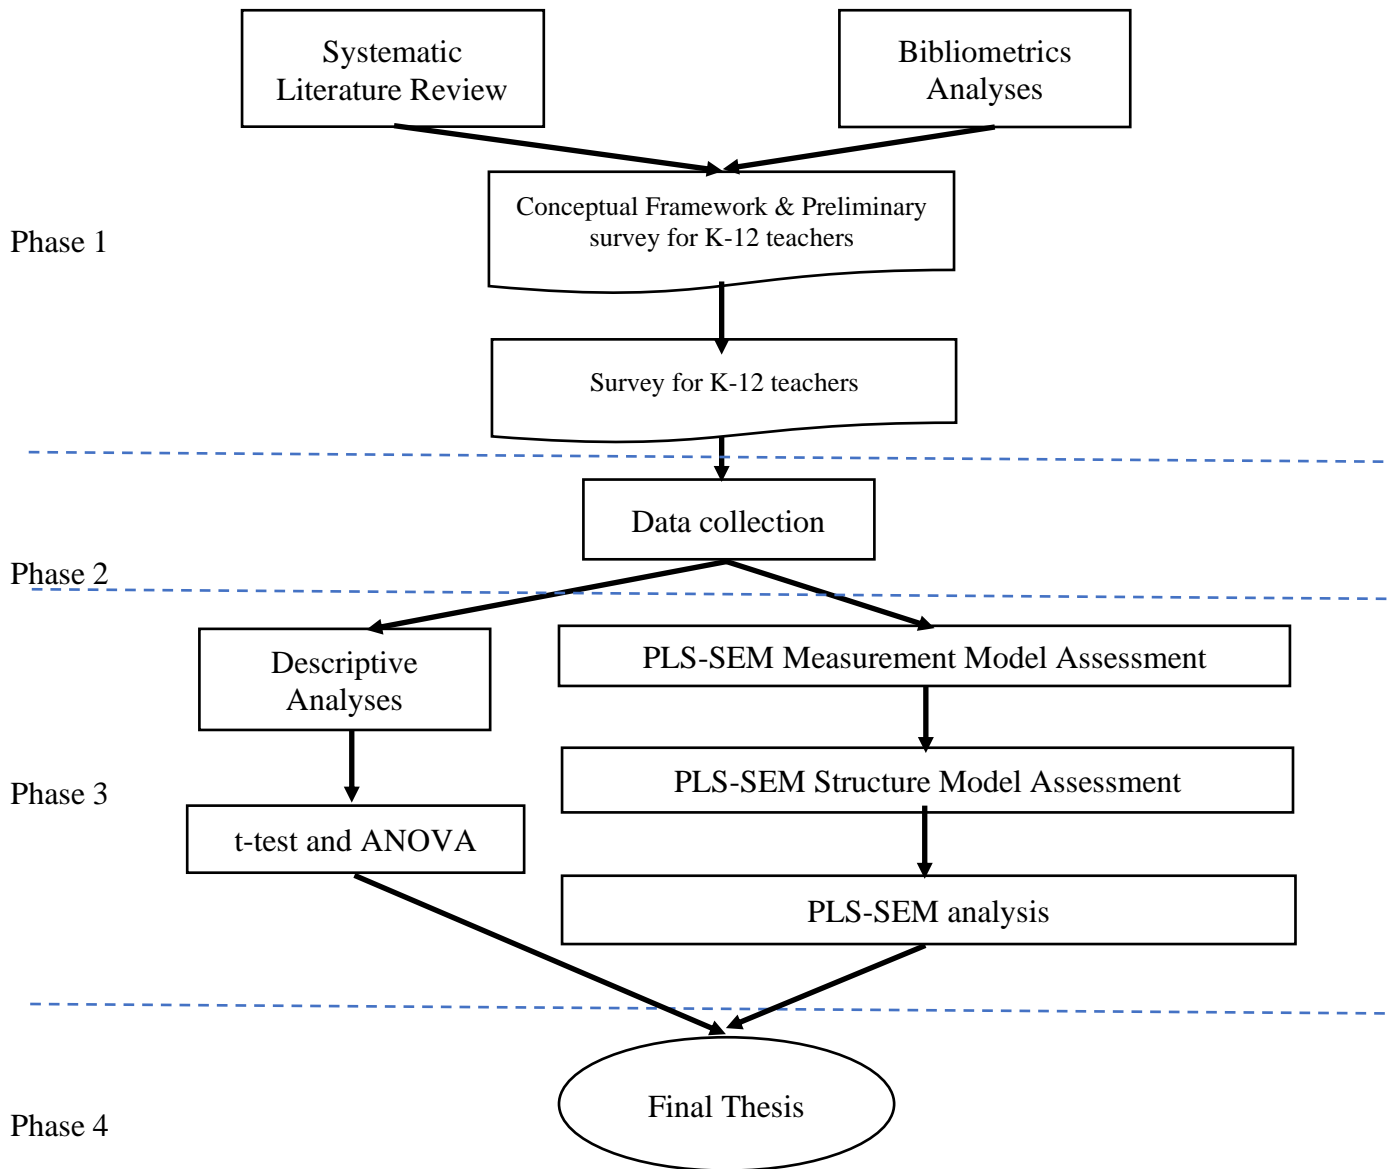 Systematic
Literature Review
Bibliometrics
Analyses
Phase 1
Conceptual Framework & Preliminary
survey for K-12 teachers
Survey for K-12 teachers
Data collection
Phase 2
Descriptive
Analyses
PLS-SEM Measurement Model Assessment
Phase 3
PLS-SEM Structure Model Assessment
t-test and ANOVA
PLS-SEM analysis
Final Thesis
Phase 4